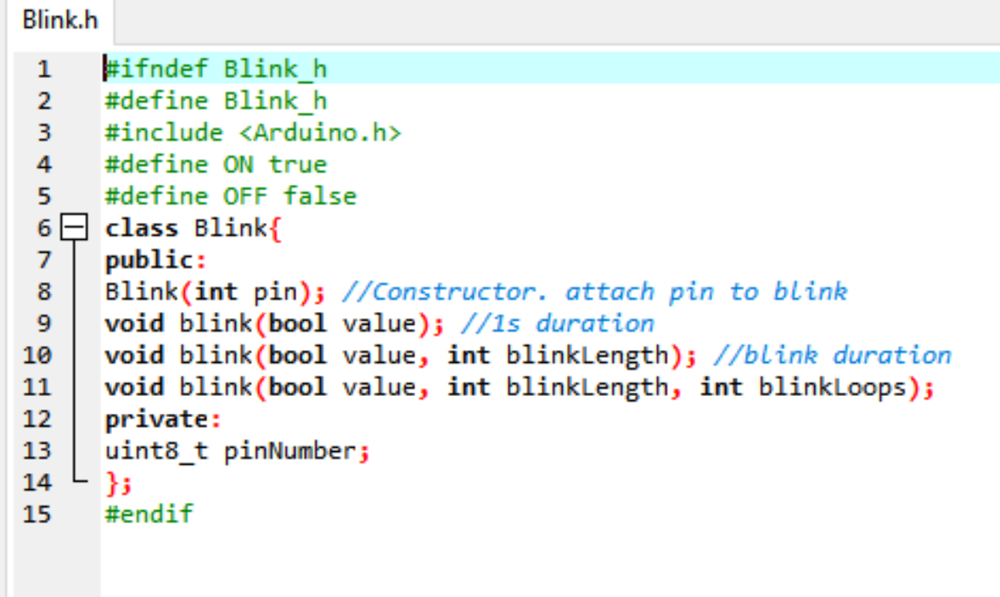 Blink.h
1 #ifndef Blink_h
2 #define Blink_h
3 #include <Arduino.h>
4 #define ON true
5 #define OFF false
6 class Blink{
7 public:
8 Blink(int pin); //Constructor. attach pin to blink
9 void blink(bool value); //1s duration
10 void blink(bool value, int blinkLength); //blink duration
11 void blink(bool value, int blinkLength, int blinkLoops);
12 private:
13 uint8_t pinNumber;
14 };
15 #endif